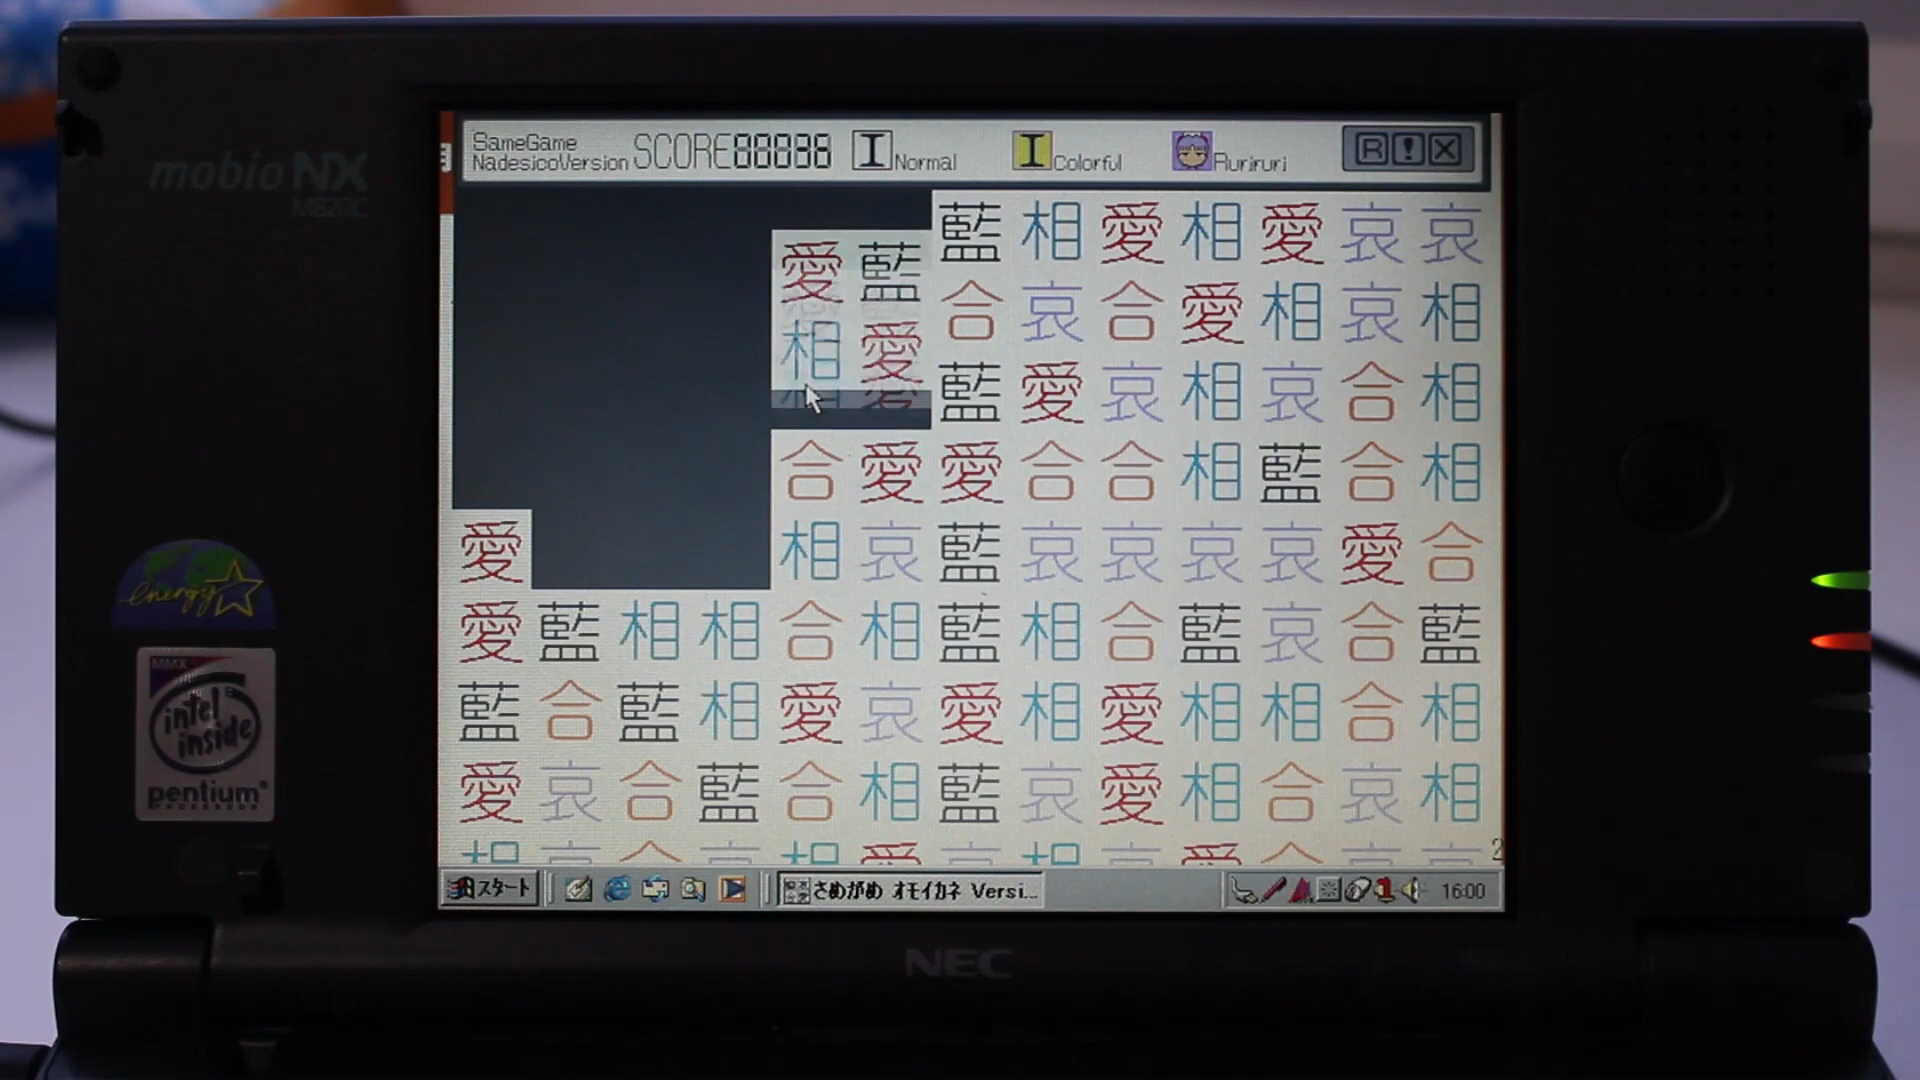 mobio NX
SameGame
NadesicoVersion
SCORE
Normal
Colorful
Ruriruri
R ! X
藍 相 愛 相 愛 哀 哀
愛 藍
合 哀 合 愛 相 哀 相
相 愛
藍 愛 哀 相 哀 合 相
合 愛 愛 合 合 相 藍 合 相
愛 相 哀 藍 哀 哀 哀 哀 愛 合
愛 藍 相 相 合 相 藍 相 合 藍 哀 合 藍
藍 合 藍 相 愛 哀 愛 相 愛 相 相 合 相
愛 哀 合 藍 合 相 藍 哀 愛 相 合 哀 相
スタート
さめがめ オモイカネ Versi...
16:00
energy
MMX
intel
inside
pentium
NEC